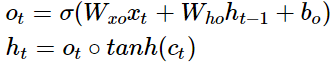 o_t = σ(W_{xo}x_t + W_{ho}h_{t−1} + b_o)
h_t = o_t ∘ tanh(c_t)